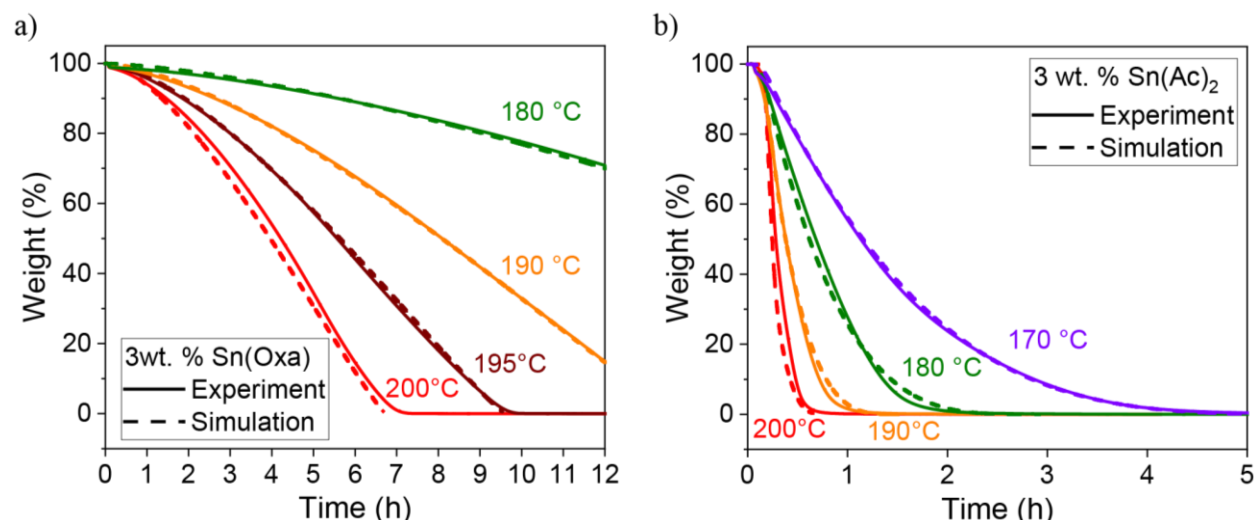 a)
100
80
60
40
20
0
Weight (%)
180 °C
190 °C
195°C
200°C
3wt. % Sn(Oxa)
Experiment
Simulation
0 1 2 3 4 5 6 7 8 9 10 11 12
Time (h)
b)
100
80
60
40
20
0
Weight (%)
3 wt. % Sn(Ac)₂
Experiment
Simulation
170 °C
180 °C
200°C
190°C
0 1 2 3 4 5
Time (h)